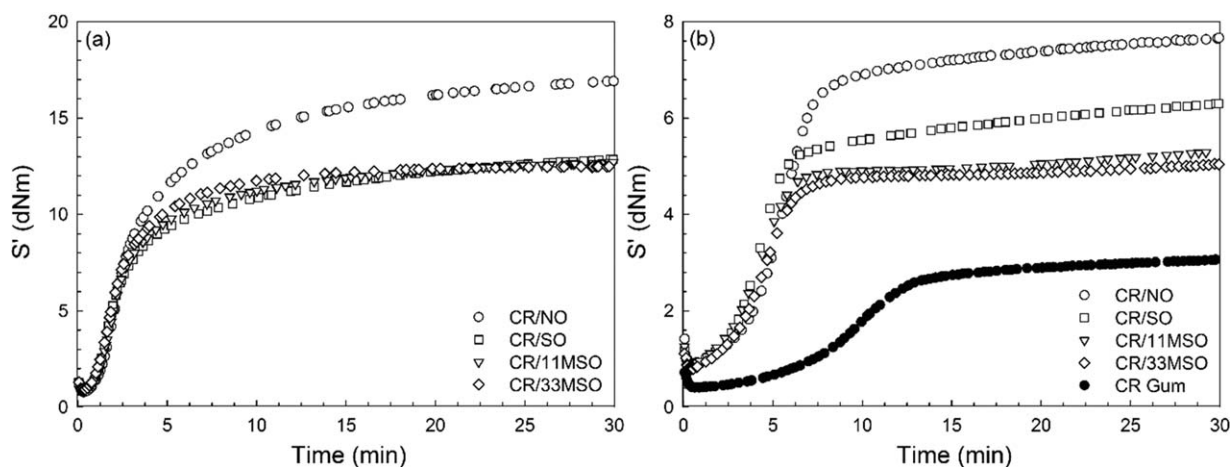 (a)
20
15
10
5
0
S' (dNm)
0 5 10 15 20 25 30
Time (min)
CR/NO
CR/SO
CR/11MSO
CR/33MSO
(b)
8
6
4
2
0
S' (dNm)
0 5 10 15 20 25 30
Time (min)
CR/NO
CR/SO
CR/11MSO
CR/33MSO
CR Gum